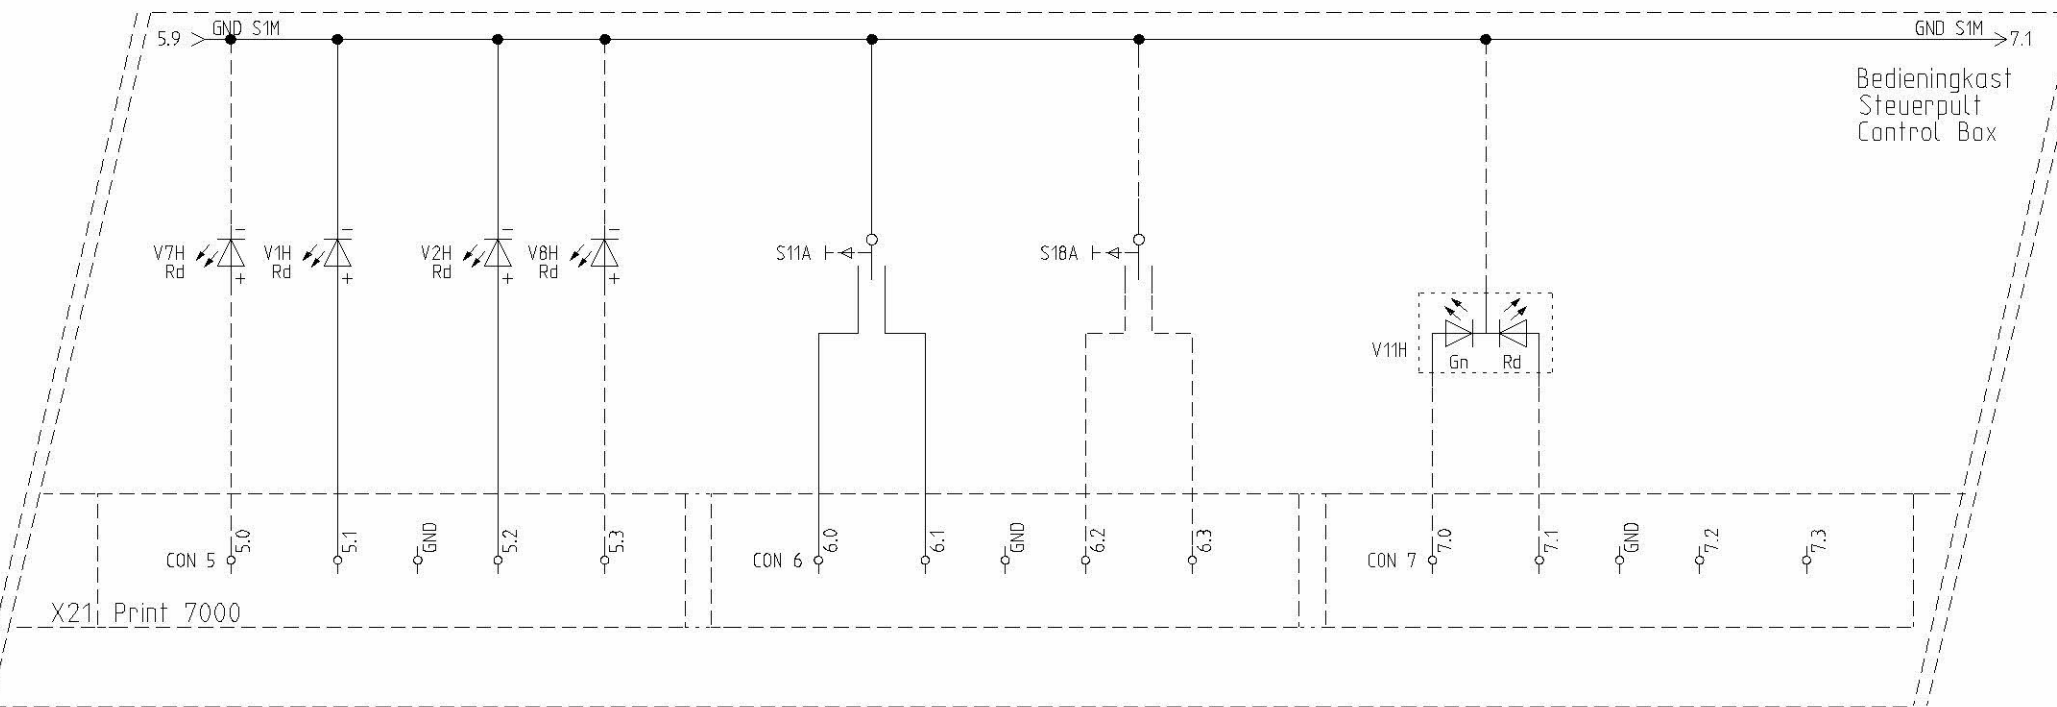 GND S1M
GND S1M
5.9
7.1
Bedieningkast
Steuerpult
Control Box
V7H
Rd
V1H
Rd
V2H
Rd
V8H
Rd
S11A
S18A
- - - -
+ + + +
V11H
Gn
Rd
CON 5
5.0
5.1
GND
5.2
5.3
CON 6
6.0
6.1
GND
6.2
6.3
CON 7
7.0
7.1
GND
7.2
7.3
X21 Print 7000